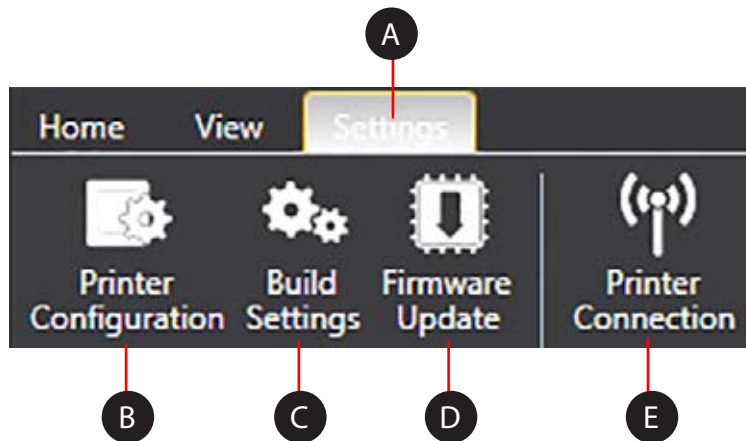 A
Home View Settings
Printer Configuration
Build Settings
Firmware Update
Printer Connection
B C D E